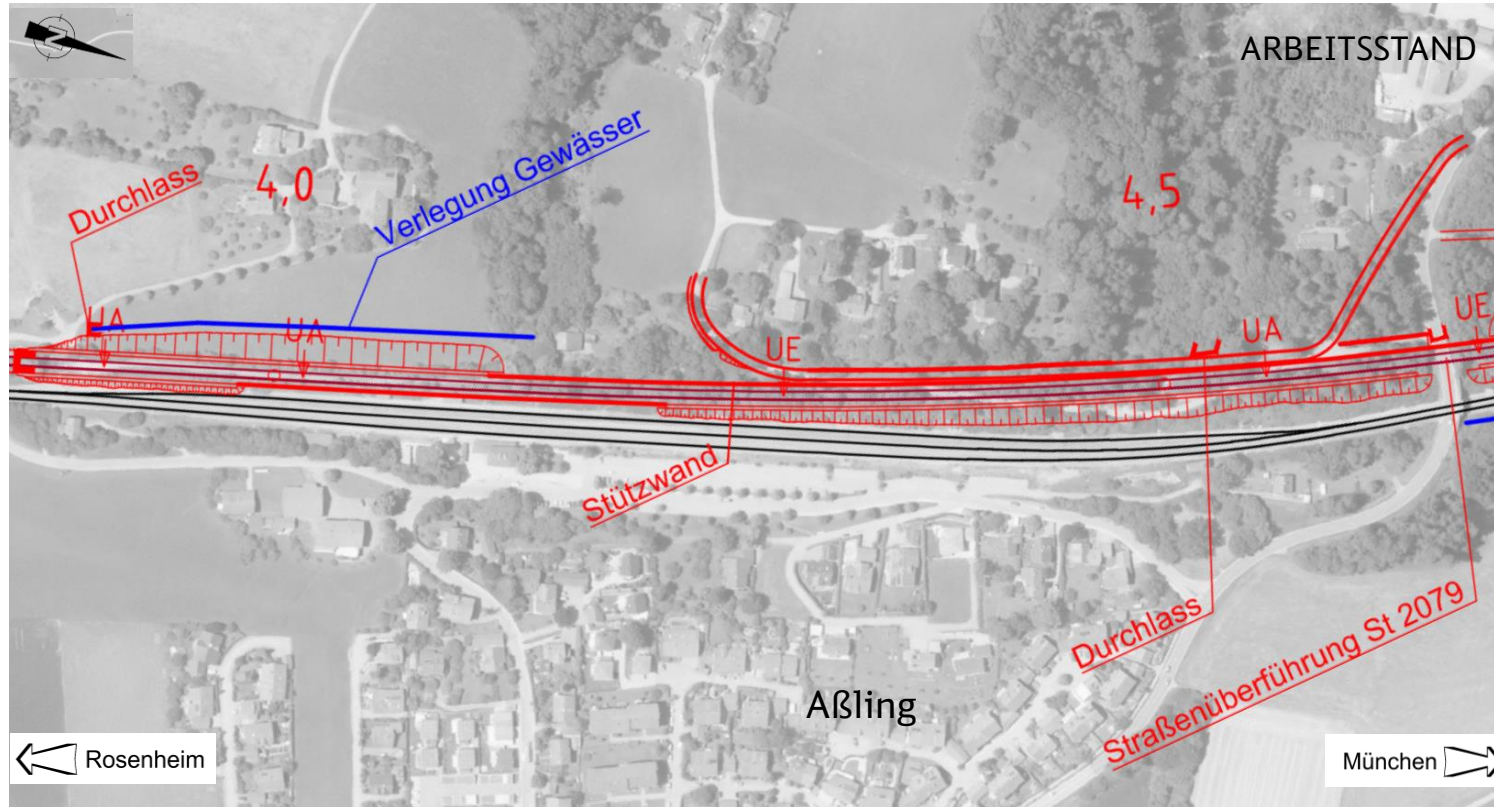 N
ARBEITSSTAND
Verlegung Gewässer
Durchlass
4,0
4,5
UA
UA
UE
UA
UE
Stützwand
Durchlass
Straßenüberführung St 2079
Aßling
Rosenheim
München